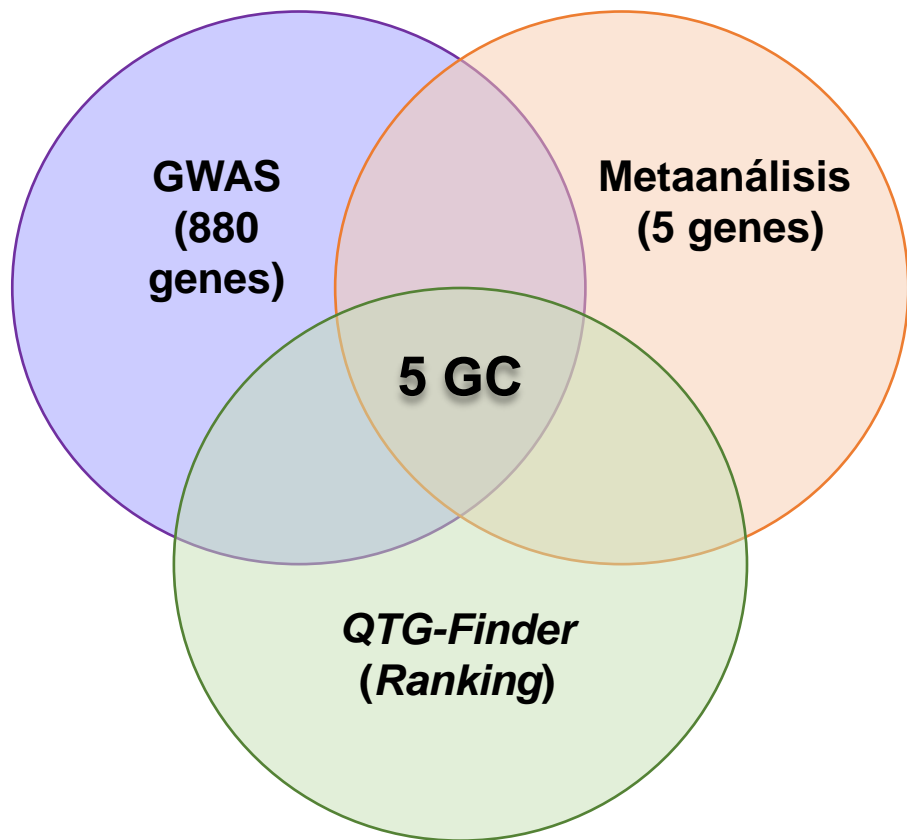 GWAS
(880
genes)
Metaanálisis
(5 genes)
5 GC
QTG-Finder
(Ranking)